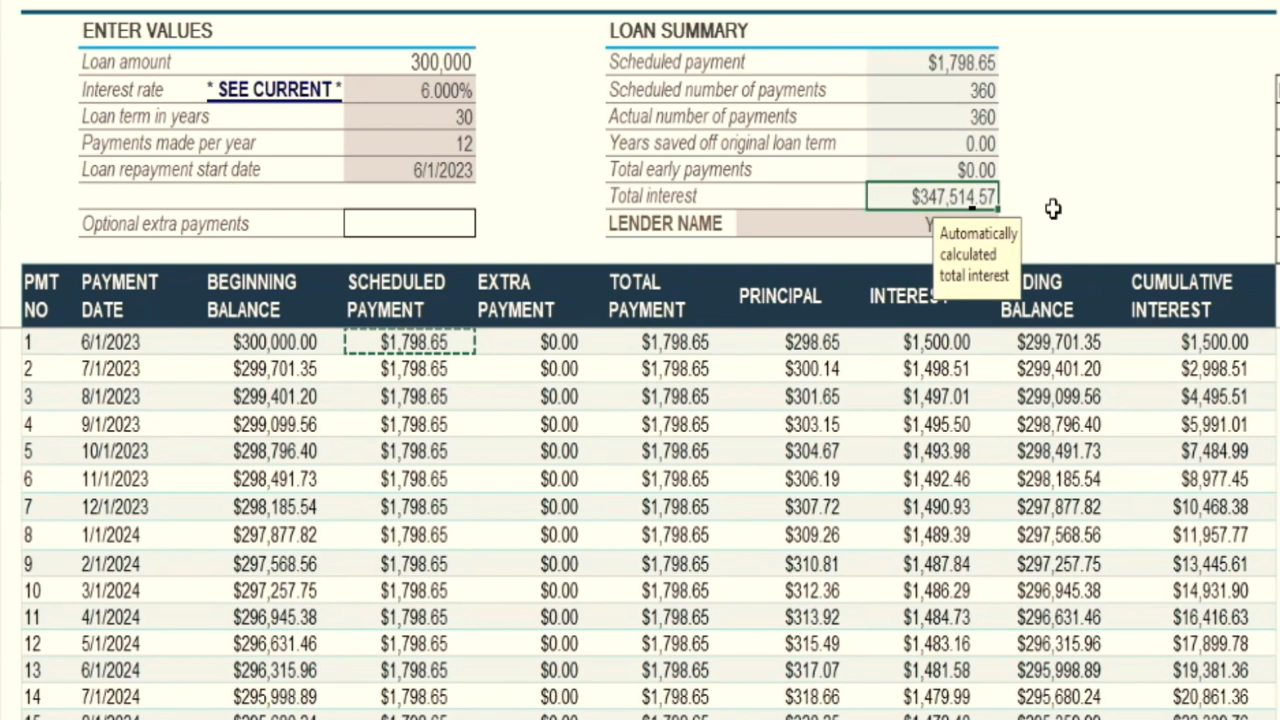 ENTER VALUES
Loan amount 300,000
Interest rate * SEE CURRENT * 6.000%
Loan term in years 30
Payments made per year 12
Loan repayment start date 6/1/2023
Optional extra payments
LOAN SUMMARY
Scheduled payment $1,798.65
Scheduled number of payments 360
Actual number of payments 360
Years saved off original loan term 0.00
Total early payments $0.00
Total interest $347,514.57
LENDER NAME
Automatically
calculated
total interest
PMT NO PAYMENT DATE BEGINNING BALANCE SCHEDULED PAYMENT EXTRA PAYMENT TOTAL PAYMENT PRINCIPAL INTEREST BALANCE CUMULATIVE INTEREST
1 6/1/2023 $300,000.00 $1,798.65 $0.00 $1,798.65 $298.65 $1,500.00 $299,701.35 $1,500.00
2 7/1/2023 $299,701.35 $1,798.65 $0.00 $1,798.65 $300.14 $1,498.51 $299,401.20 $2,998.51
3 8/1/2023 $299,401.20 $1,798.65 $0.00 $1,798.65 $301.65 $1,497.01 $299,099.56 $4,495.51
4 9/1/2023 $299,099.56 $1,798.65 $0.00 $1,798.65 $303.15 $1,495.50 $298,796.40 $5,991.01
5 10/1/2023 $298,796.40 $1,798.65 $0.00 $1,798.65 $304.67 $1,493.98 $298,491.73 $7,484.99
6 11/1/2023 $298,491.73 $1,798.65 $0.00 $1,798.65 $306.19 $1,492.46 $298,185.54 $8,977.45
7 12/1/2023 $298,185.54 $1,798.65 $0.00 $1,798.65 $307.72 $1,490.93 $297,877.82 $10,468.38
8 1/1/2024 $297,877.82 $1,798.65 $0.00 $1,798.65 $309.26 $1,489.39 $297,568.56 $11,957.77
9 2/1/2024 $297,568.56 $1,798.65 $0.00 $1,798.65 $310.81 $1,487.84 $297,257.75 $13,445.61
10 3/1/2024 $297,257.75 $1,798.65 $0.00 $1,798.65 $312.36 $1,486.29 $296,945.38 $14,931.90
11 4/1/2024 $296,945.38 $1,798.65 $0.00 $1,798.65 $313.92 $1,484.73 $296,631.46 $16,416.63
12 5/1/2024 $296,631.46 $1,798.65 $0.00 $1,798.65 $315.49 $1,483.16 $296,315.96 $17,899.78
13 6/1/2024 $296,315.96 $1,798.65 $0.00 $1,798.65 $317.07 $1,481.58 $295,998.89 $19,381.36
14 7/1/2024 $295,998.89 $1,798.65 $0.00 $1,798.65 $318.66 $1,479.99 $295,680.24 $20,861.36